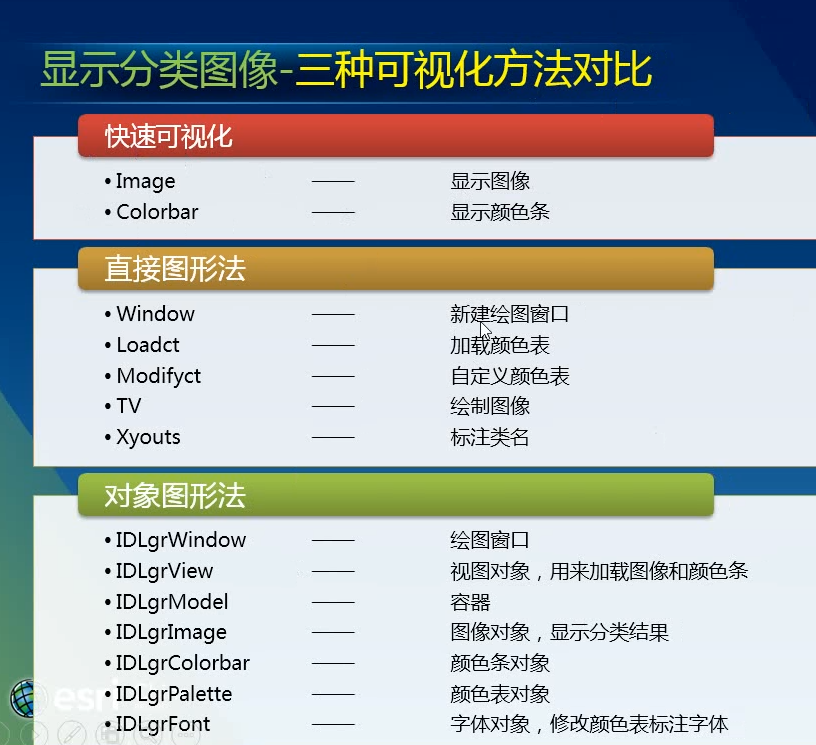 显示分类图像-三种可视化方法对比
快速可视化
• Image —— 显示图像
• Colorbar —— 显示颜色条
直接图形法
• Window —— 新建绘图窗口
• Loadct —— 加载颜色表
• Modifyct —— 自定义颜色表
• TV —— 绘制图像
• Xyouts —— 标注类名
对象图形法
• IDLgrWindow —— 绘图窗口
• IDLgrView —— 视图对象，用来加载图像和颜色条
• IDLgrModel —— 容器
• IDLgrImage —— 图像对象，显示分类结果
• IDLgrColorbar —— 颜色条对象
• IDLgrPalette —— 颜色表对象
• IDLgrFont —— 字体对象，修改颜色表标注字体
esri